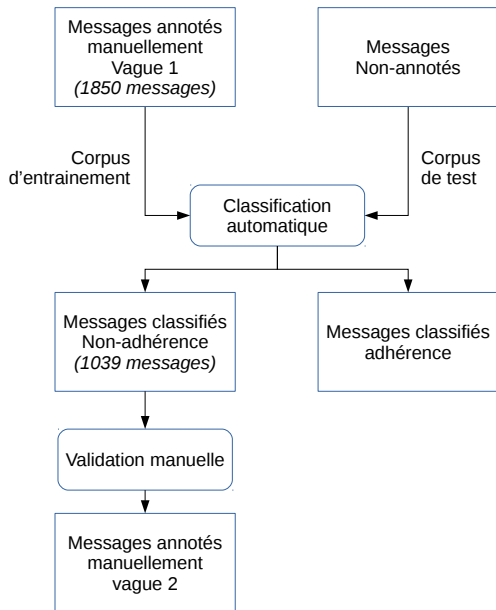 Messages annotés
manuellement
Vague 1
(1850 messages)
Messages
Non-annotés
Corpus
d'entrainement
Corpus
de test
Classification
automatique
Messages classifiés
Non-adhérence
(1039 messages)
Messages classifiés
adhérence
Validation manuelle
Messages annotés
manuellement
vague 2